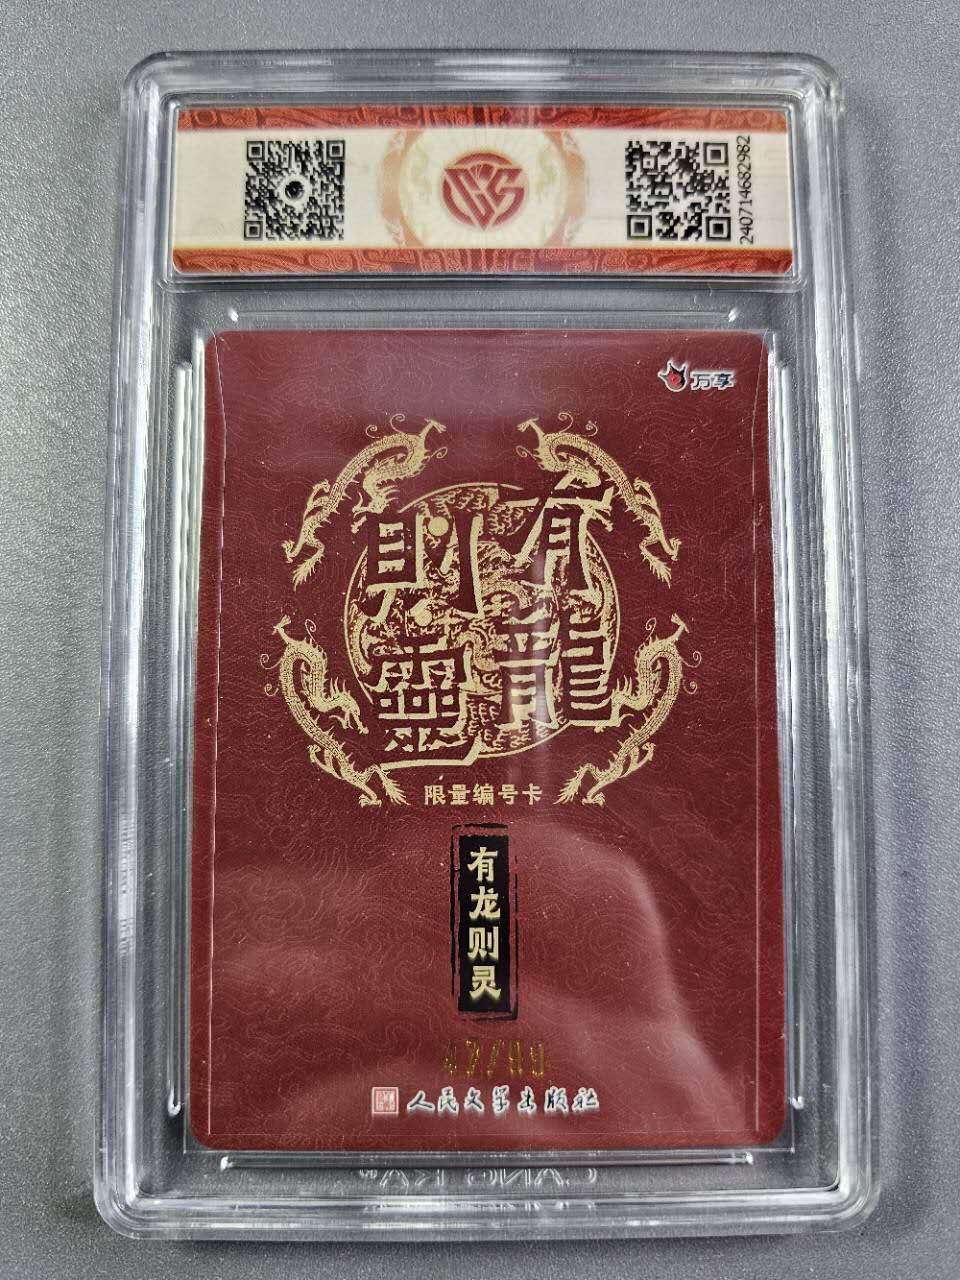 240714682982
万享
有龍
則靈
限量编号卡
有龙则灵
人民文学出版社